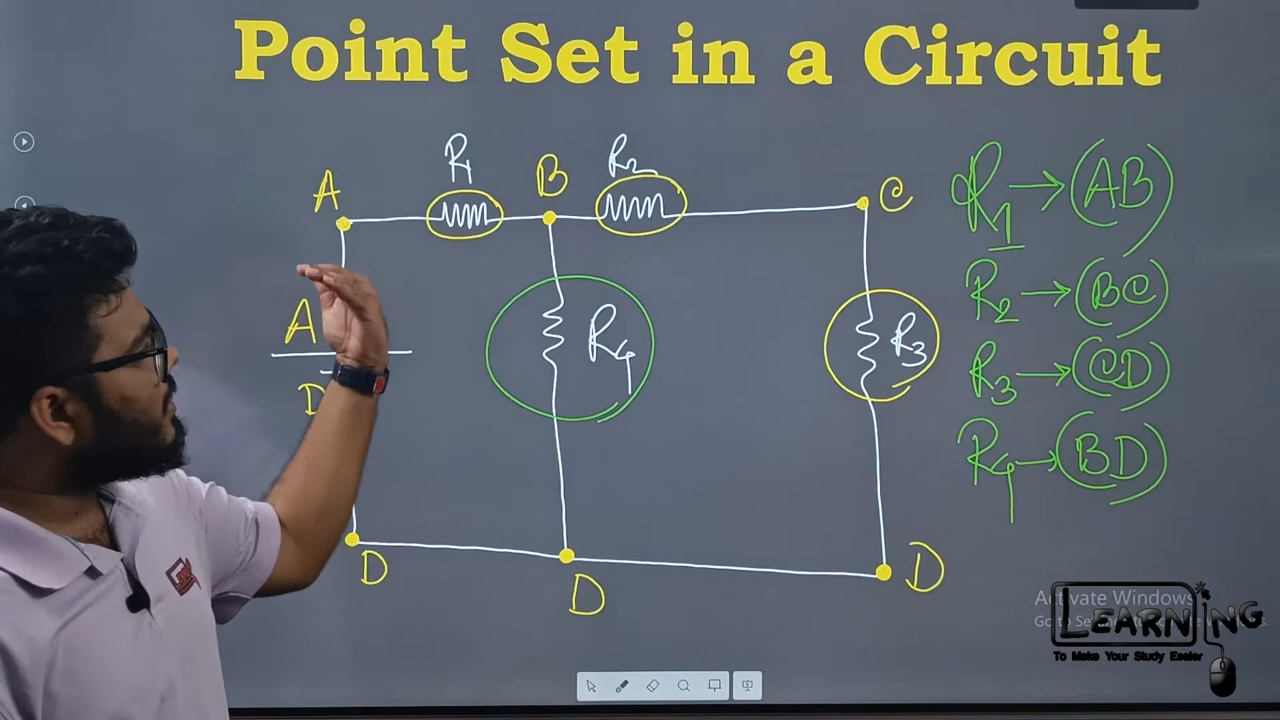 Point Set in a Circuit
R1
R2
A
B
C
R1 → (AB)
R2 → (BC)
R3 → (CD)
R4 → (BD)
A
D
R4
R3
D
D
D
Activate Windows
LEARNING
To Make Your Study Easier